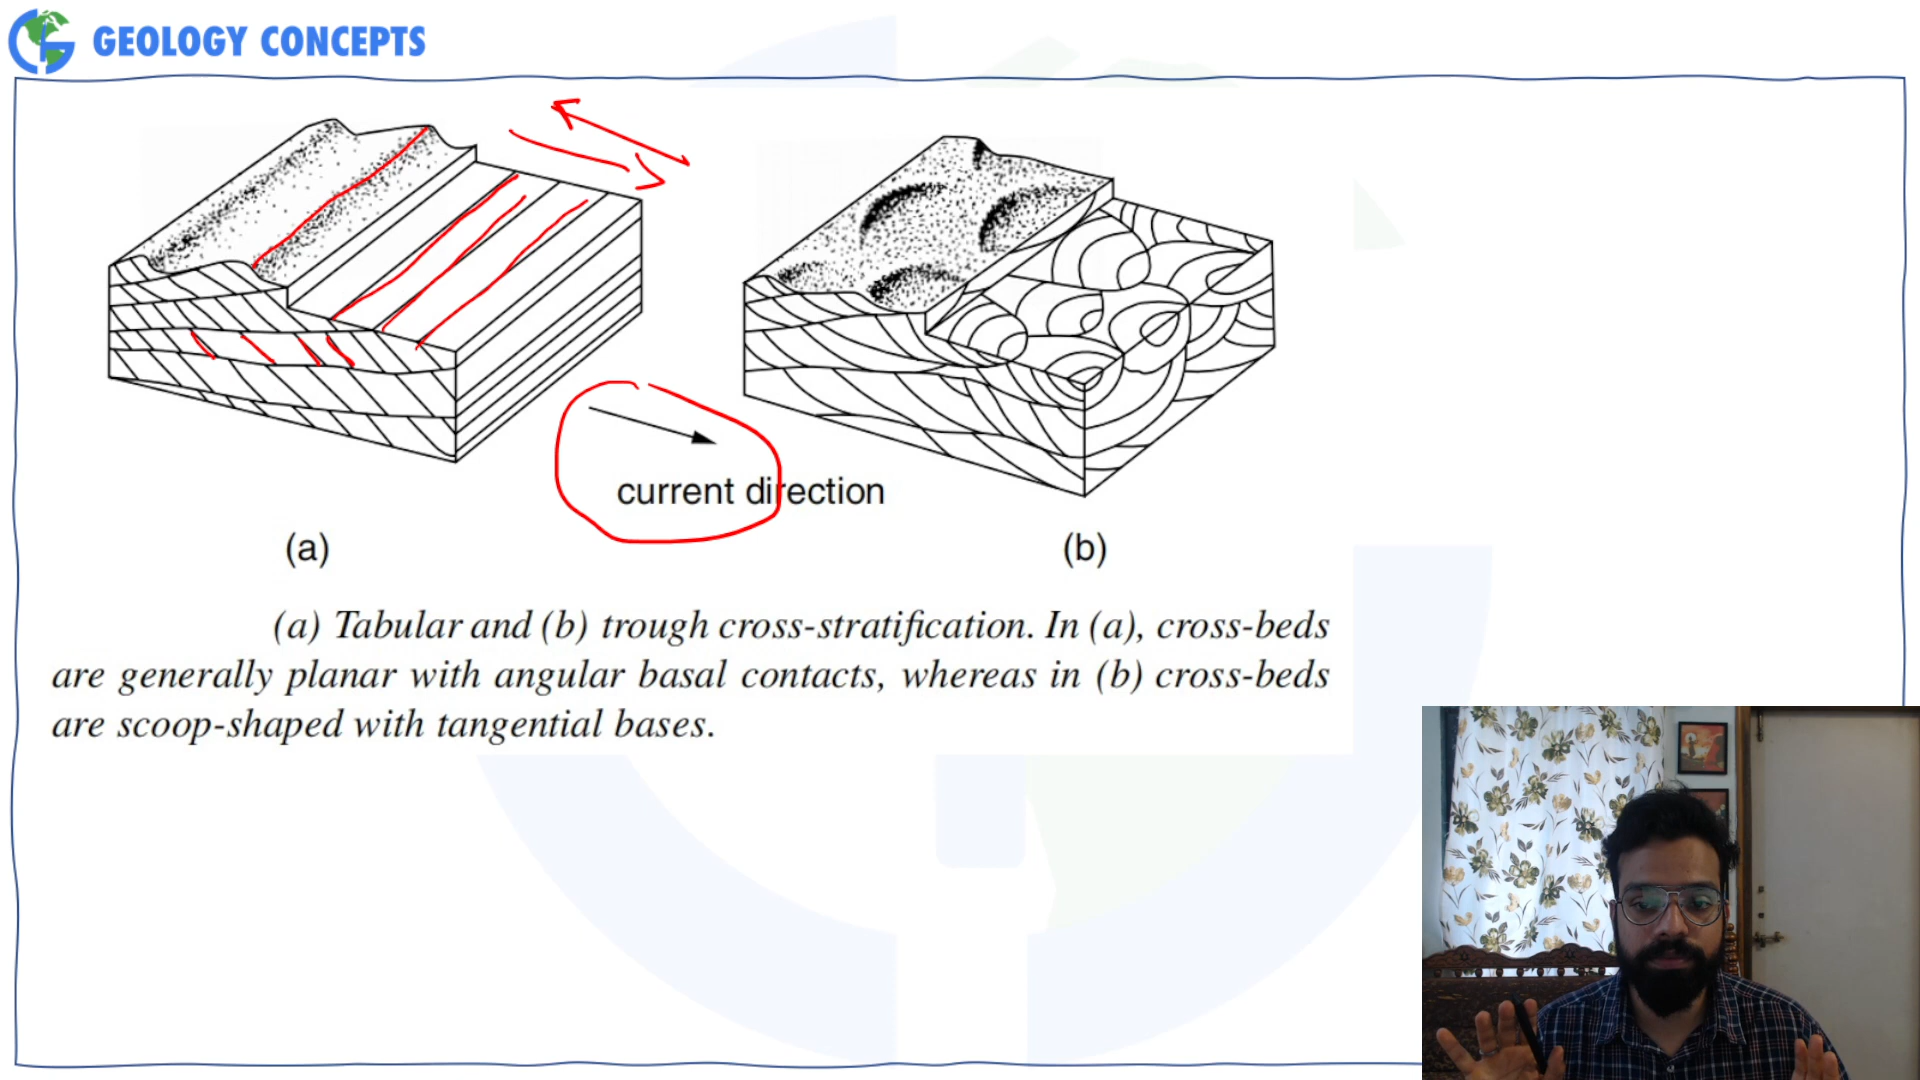 GEOLOGY CONCEPTS
current direction
(a)
(b)
(a) Tabular and (b) trough cross-stratification. In (a), cross-beds
are generally planar with angular basal contacts, whereas in (b) cross-beds
are scoop-shaped with tangential bases.